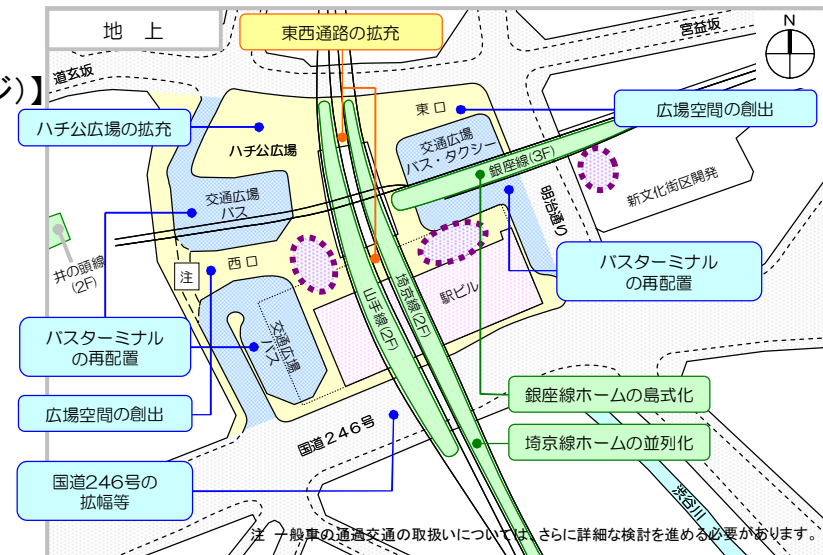 地 上
東西通路の拡充
宮益坂
N
道玄坂
ジ)】
東口
ハチ公広場の拡充
広場空間の創出
ハチ公広場
交通広場
バス・タクシー
銀座線(3F)
新文化街区開発
交通広場
バス
明治通り
井の頭線
(2F)
注
西口
バスターミナル
の再配置
駅ビル
山手線(2F)
埼京線(2F)
バスターミナル
の再配置
交通広場
バス
銀座線ホームの島式化
広場空間の創出
国道246号
埼京線ホームの並列化
国道246号の
拡幅等
渋谷川
注 一般車の通過交通の取扱いについては、さらに詳細な検討を進める必要があります。